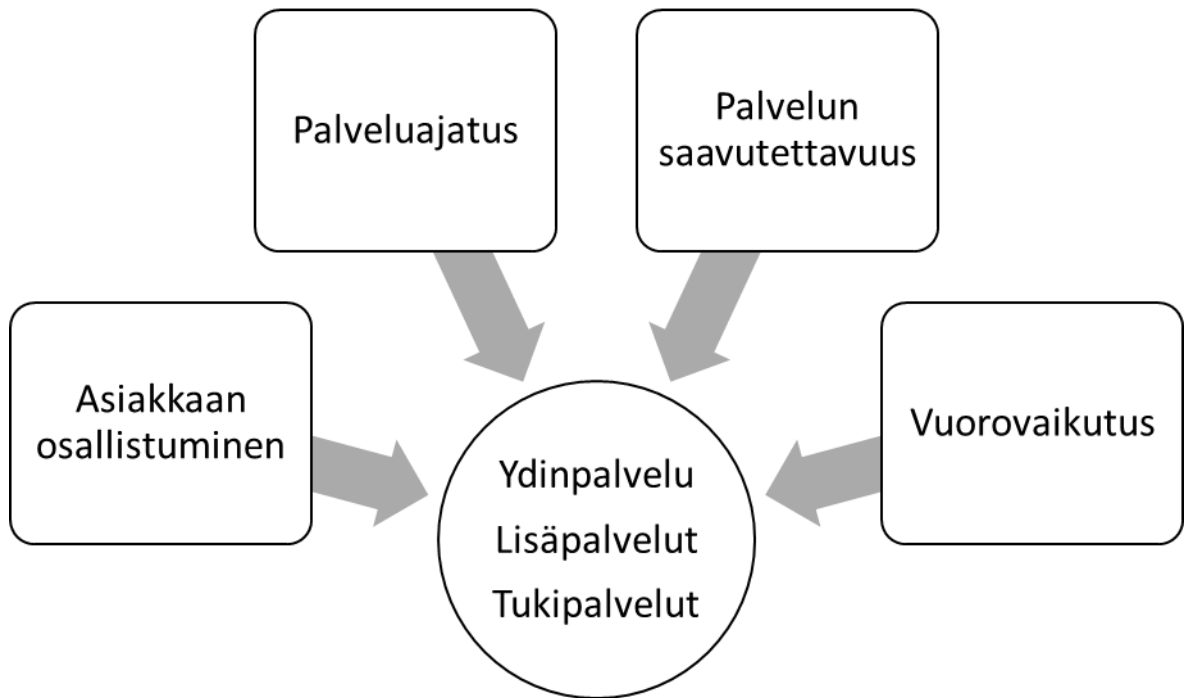 Palveluajatus
Palvelun
saavutettavuus
Asiakkaan
osallistuminen
Vuorovaikutus
Ydinpalvelu
Lisäpalvelut
Tukipalvelut